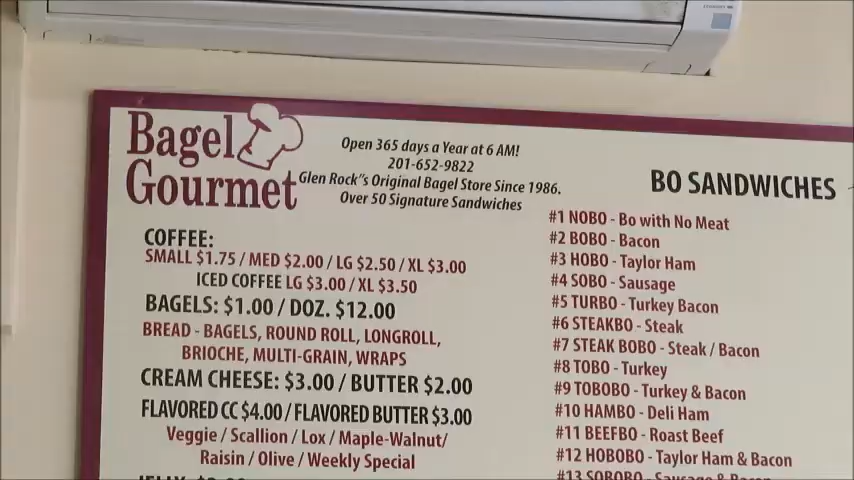 Bagel
Gourmet
Open 365 days a Year at 6 AM!
201-652-9822
Glen Rock"s Original Bagel Store Since 1986.
Over 50 Signature Sandwiches
COFFEE:
SMALL $1.75 / MED $2.00 / LG $2.50 / XL $3.00
ICED COFFEE LG $3.00 / XL $3.50
BAGELS: $1.00 / DOZ. $12.00
BREAD - BAGELS, ROUND ROLL, LONGROLL,
BRIOCHE, MULTI-GRAIN, WRAPS
CREAM CHEESE: $3.00 / BUTTER $2.00
FLAVORED CC $4.00 / FLAVORED BUTTER $3.00
Veggie / Scallion / Lox / Maple-Walnut/
Raisin / Olive / Weekly Special
BO SANDWICHES
#1 NOBO - Bo with No Meat
#2 BOBO - Bacon
#3 HOBO - Taylor Ham
#4 SOBO - Sausage
#5 TURBO - Turkey Bacon
#6 STEAKBO - Steak
#7 STEAK BOBO - Steak / Bacon
#8 TOBO - Turkey
#9 TOBOBO - Turkey & Bacon
#10 HAMBO - Deli Ham
#11 BEEFBO - Roast Beef
#12 HOBOBO - Taylor Ham & Bacon
#13 SOBOBO - Sausage & Bacon